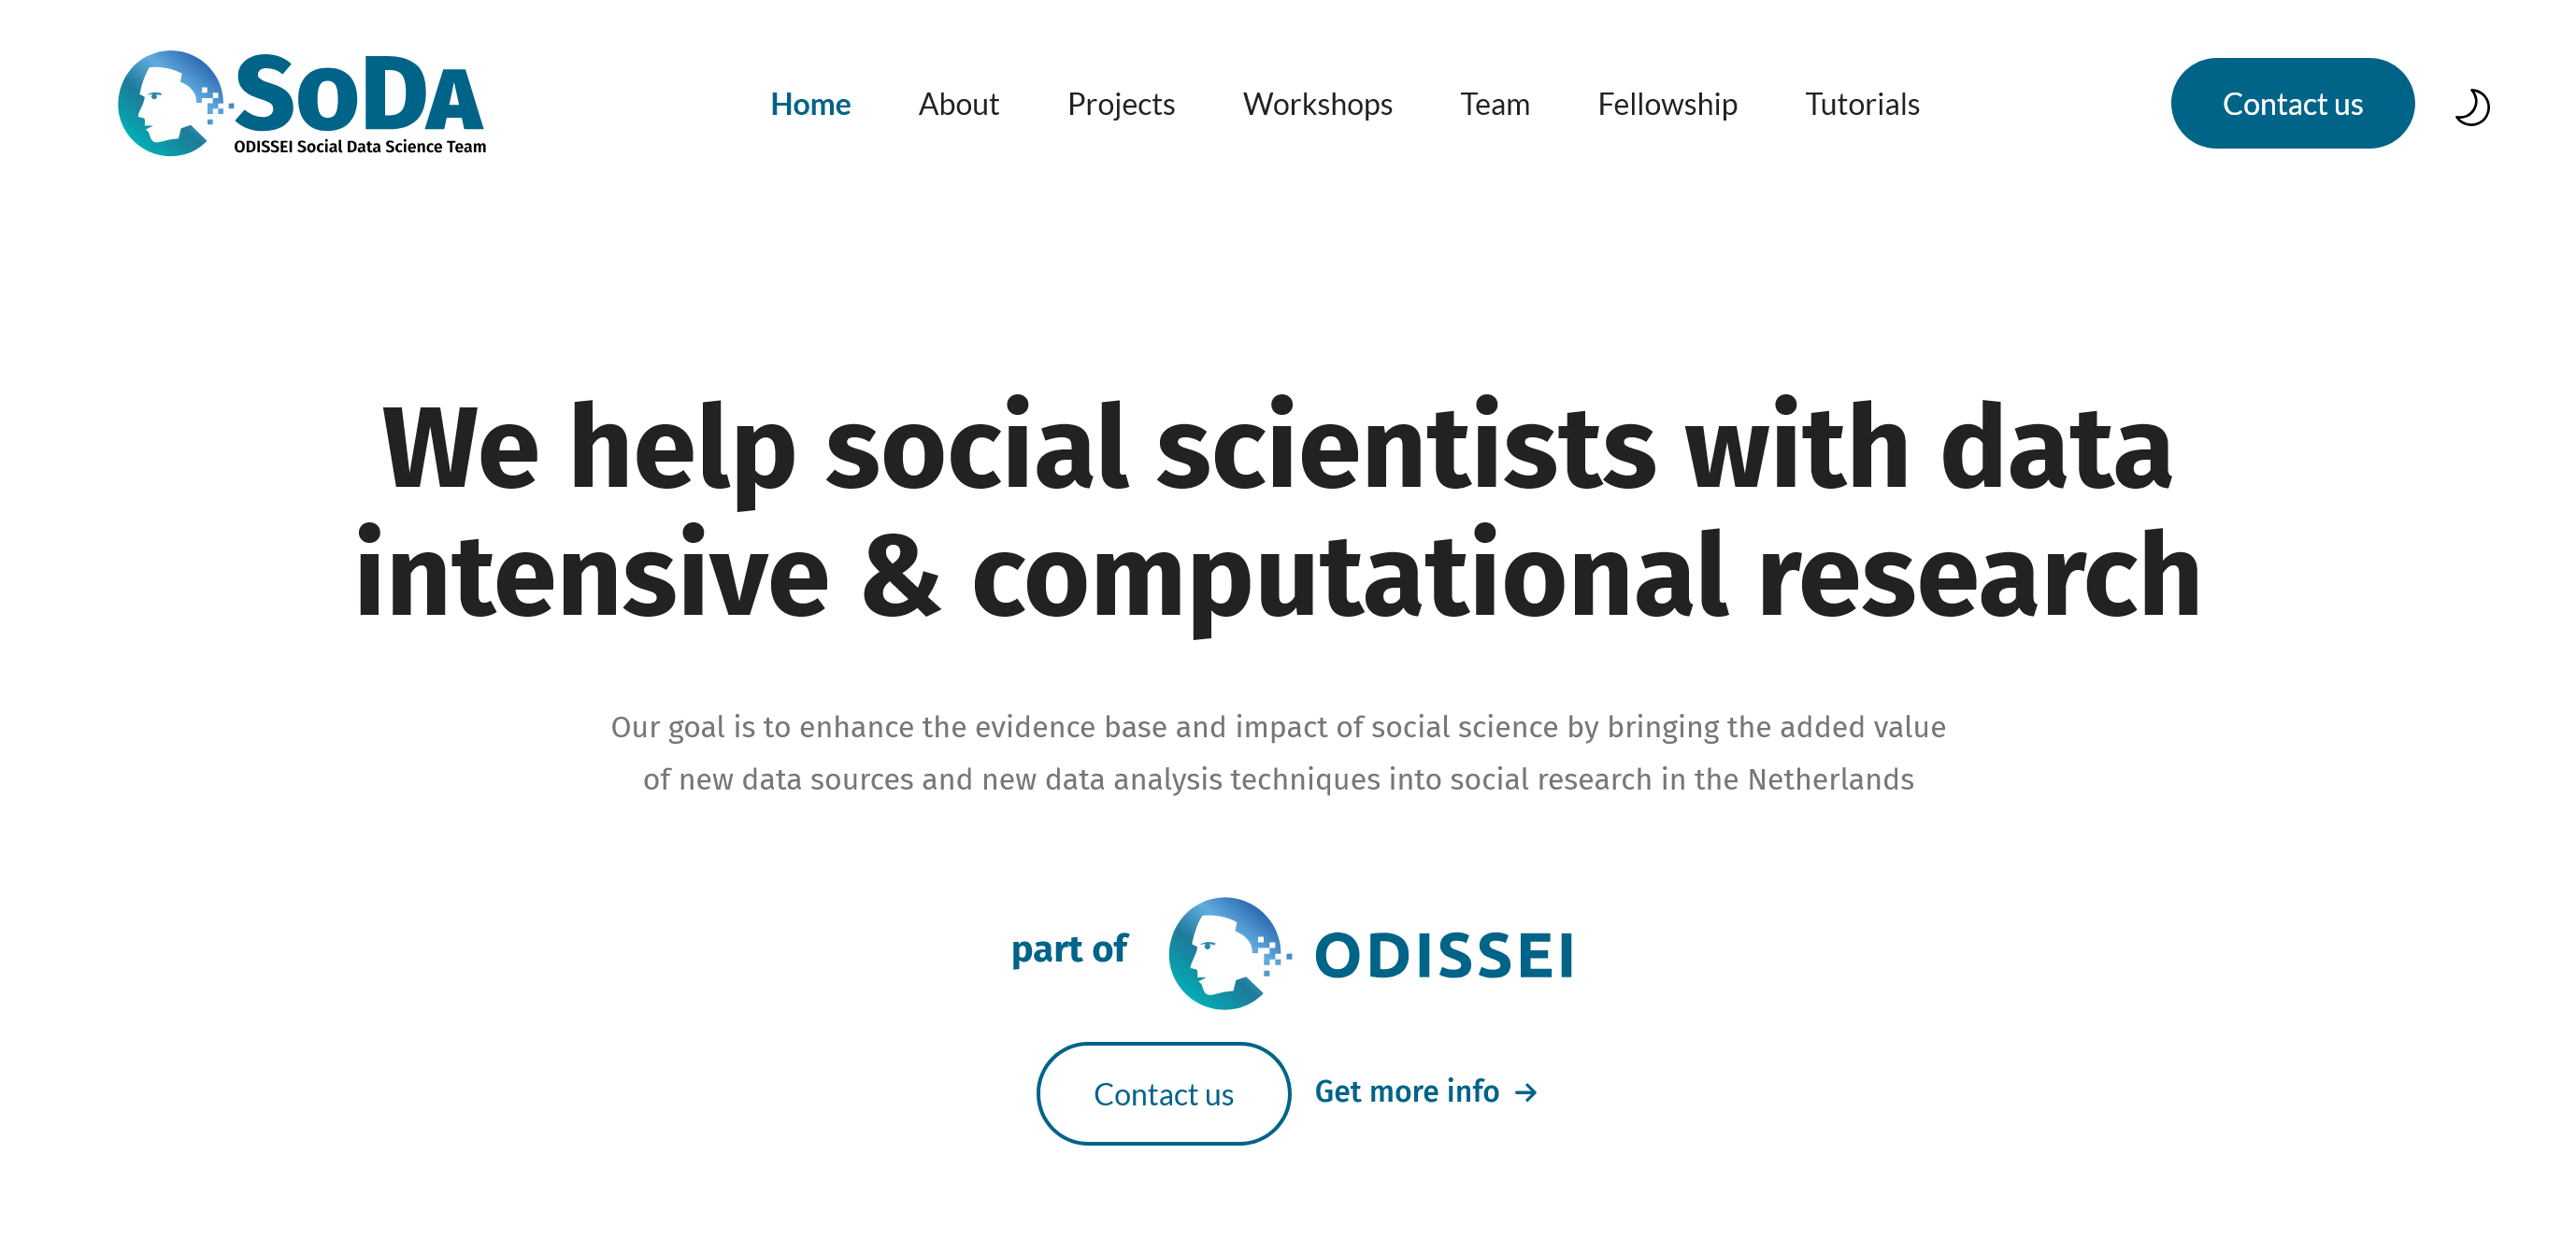 SoDA
ODISSEI Social Data Science Team
Home About Projects Workshops Team Fellowship Tutorials Contact us
We help social scientists with data
intensive & computational research
Our goal is to enhance the evidence base and impact of social science by bringing the added value
of new data sources and new data analysis techniques into social research in the Netherlands
part of ODISSEI
Contact us Get more info →